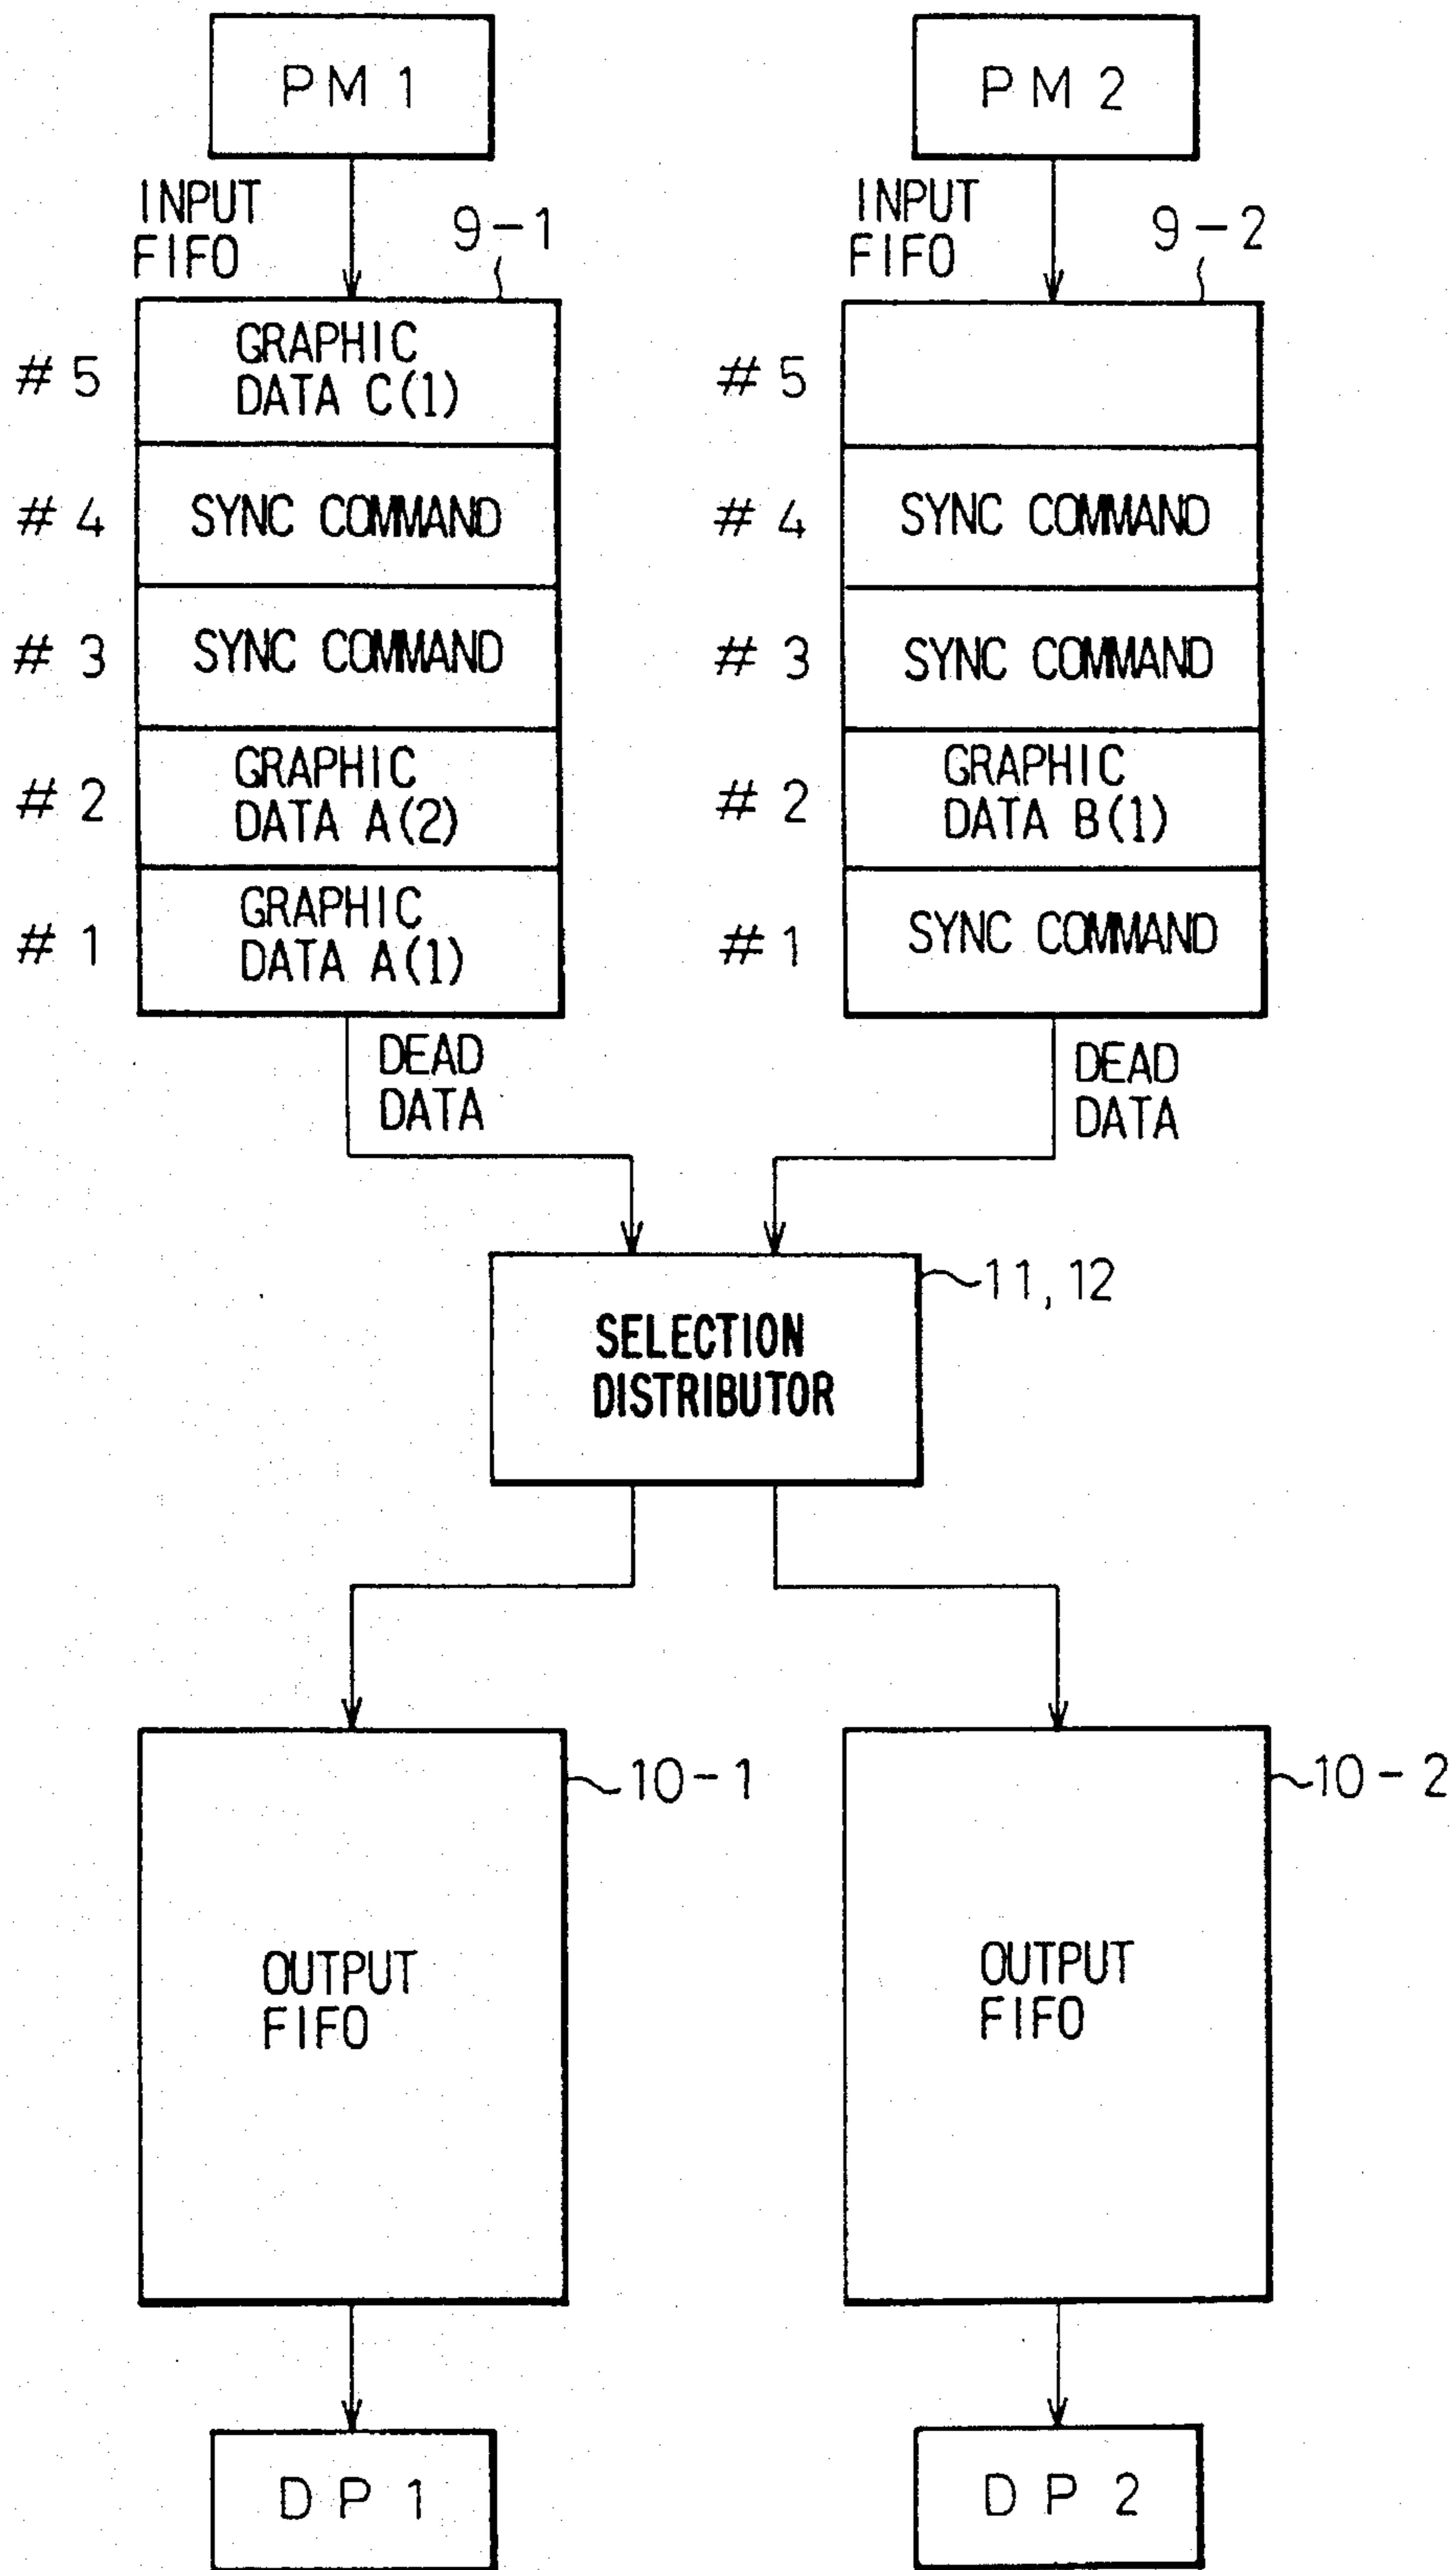 PM 1
PM 2
INPUT
FIFO
9-1
INPUT
FIFO
9-2
#5
GRAPHIC
DATA C(1)
#5
#4
SYNC COMMAND
#4
SYNC COMMAND
#3
SYNC COMMAND
#3
SYNC COMMAND
#2
GRAPHIC
DATA A(2)
#2
GRAPHIC
DATA B(1)
#1
GRAPHIC
DATA A(1)
#1
SYNC COMMAND
DEAD
DATA
DEAD
DATA
SELECTION
DISTRIBUTOR
11, 12
OUTPUT
FIFO
10-1
OUTPUT
FIFO
10-2
DP 1
DP 2